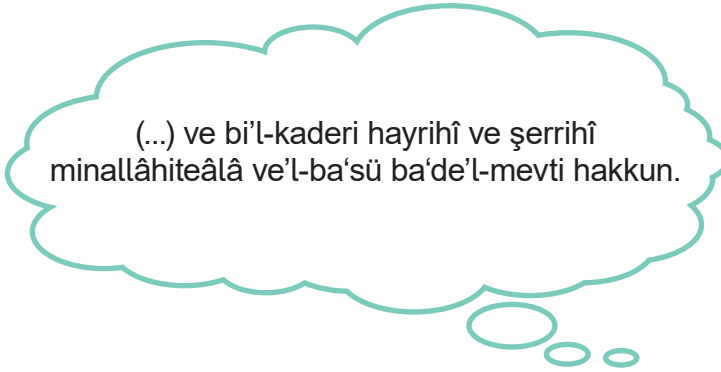 (...) ve bi’l-kaderi hayrihî ve şerrihî
minallâhiteâlâ ve’l-ba‘sü ba‘de’l-mevti hakkun.